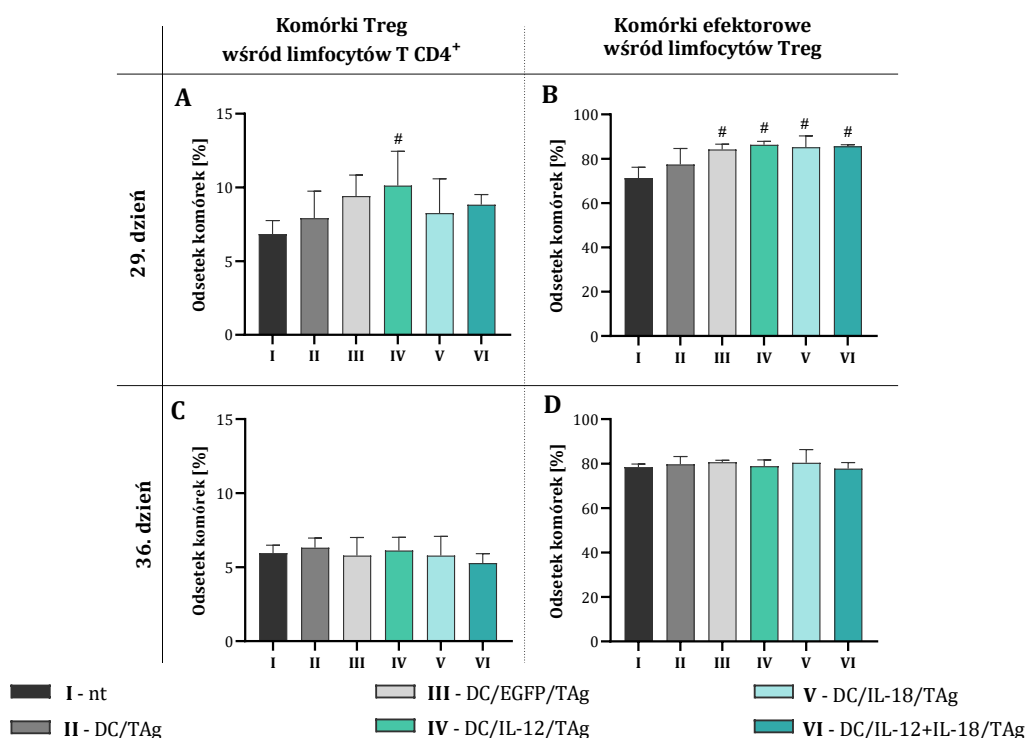 Komórki Treg
wśród limfocytów T CD4⁺
Komórki efektorowe
wśród limfocytów Treg
29. dzień
A
Odsetek komórek [%]
15
10
5
0
#
I II III IV V VI
B
Odsetek komórek [%]
100
80
60
40
20
0
# # # #
I II III IV V VI
36. dzień
C
Odsetek komórek [%]
15
10
5
0
I II III IV V VI
D
Odsetek komórek [%]
100
80
60
40
20
0
I II III IV V VI
I - nt
II - DC/TAg
III - DC/EGFP/TAg
IV - DC/IL-12/TAg
V - DC/IL-18/TAg
VI - DC/IL-12+IL-18/TAg